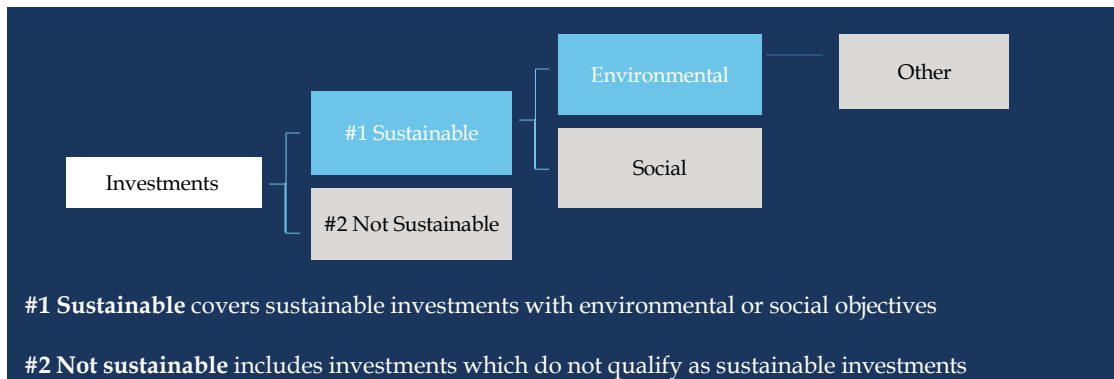 Environmental
Other
#1 Sustainable
Social
Investments
#2 Not Sustainable
#1 Sustainable covers sustainable investments with environmental or social objectives
#2 Not sustainable includes investments which do not qualify as sustainable investments